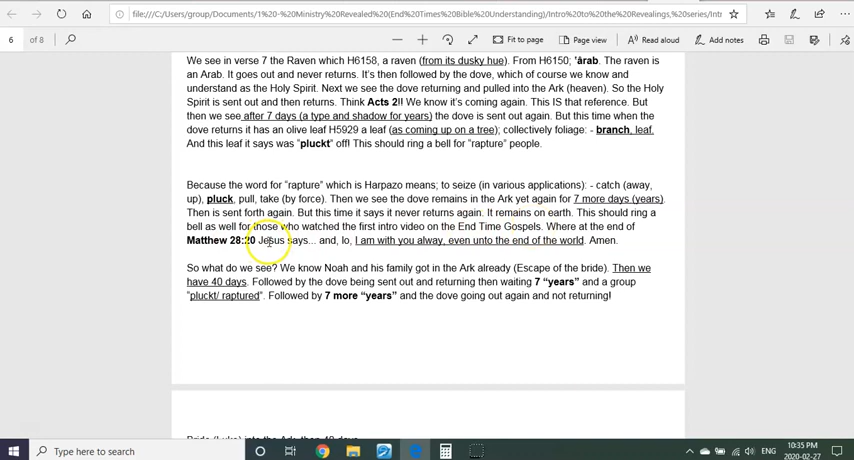 file:///C:/Users/group/Documents/1%20-%20Ministry%20Revealed%20(End%20Times%20Bible%20Understanding)/Intro%20to%20the%20Revealings,%20series/Int
6 of 8
Fit to page
Page view
Read aloud
Add notes
We see in verse 7 the Raven which H6158, a raven (from its dusky hue). From H6150; 'ârab. The raven is
an Arab. It goes out and never returns. It's then followed by the dove, which of course we know and
understand as the Holy Spirit. Next we see the dove returning and pulled into the Ark (heaven). So the Holy
Spirit is sent out and then returns. Think Acts 2!! We know it's coming again. This IS that reference. But
then we see after 7 days (a type and shadow for years) the dove is sent out again. But this time when the
dove returns it has an olive leaf H5929 a leaf (as coming up on a tree); collectively foliage: - branch, leaf.
And this leaf it says was "pluckt" off! This should ring a bell for "rapture" people.
Because the word for "rapture" which is Harpazo means; to seize (in various applications): - catch (away,
up), pluck, pull, take (by force). Then we see the dove remains in the Ark yet again for 7 more days (years).
Then is sent forth again. But this time it says it never returns again. It remains on earth. This should ring a
bell as well for those who watched the first intro video on the End Time Gospels. Where at the end of
Matthew 28:20 Jesus says... and, lo, I am with you alway, even unto the end of the world. Amen.
So what do we see? We know Noah and his family got in the Ark already (Escape of the bride). Then we
have 40 days. Followed by the dove being sent out and returning then waiting 7 "years" and a group
"pluckt/ raptured". Followed by 7 more "years" and the dove going out again and not returning!
Bride (Luke) into the Ark, then 40 days
Type here to search
ENG
10:35 PM
2020-02-27